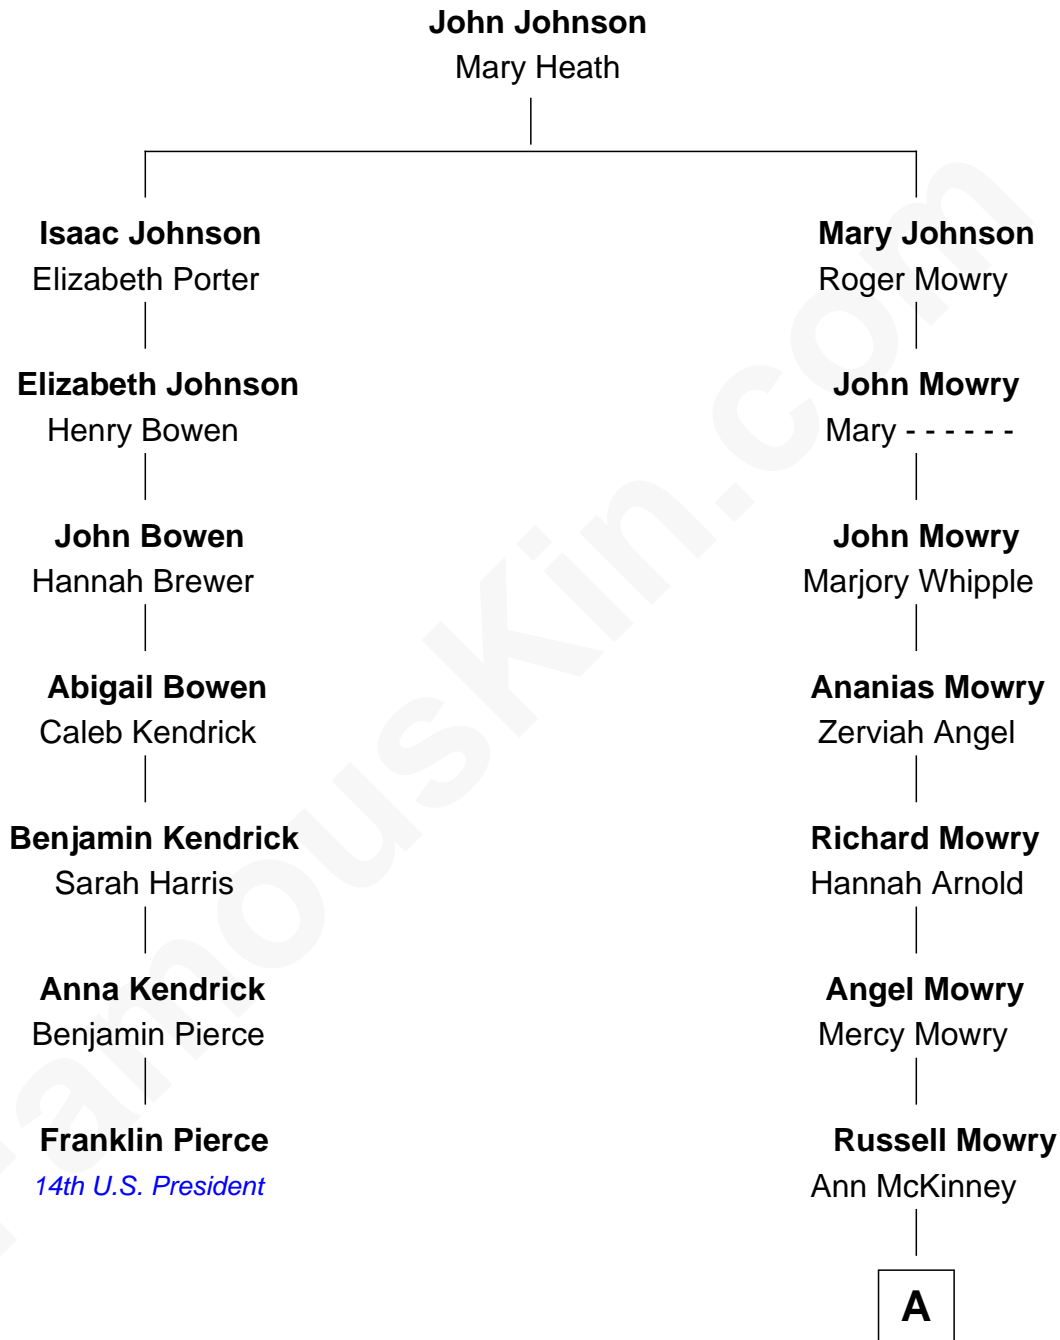 John Johnson
Mary Heath
Isaac Johnson
Elizabeth Porter
Mary Johnson
Roger Mowry
Elizabeth Johnson
Henry Bowen
John Mowry
Mary - - - - - -
John Bowen
Hannah Brewer
John Mowry
Marjory Whipple
Abigail Bowen
Caleb Kendrick
Ananias Mowry
Zerviah Angel
Benjamin Kendrick
Sarah Harris
Richard Mowry
Hannah Arnold
Anna Kendrick
Benjamin Pierce
Angel Mowry
Mercy Mowry
Franklin Pierce
14th U.S. President
Russell Mowry
Ann McKinney
A
FamousKin.com